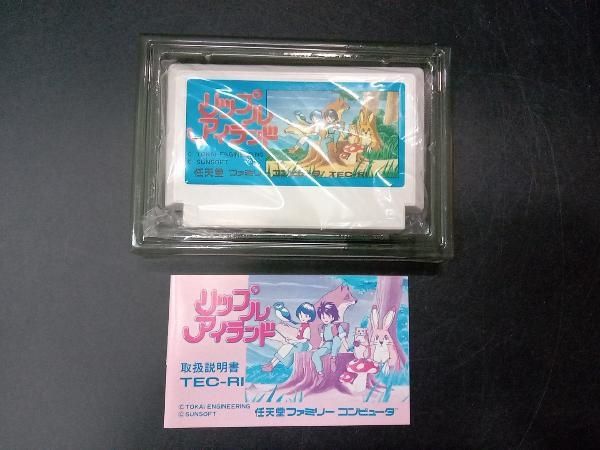 リップル
アイランド
© TOKAI ENGINEERING
© SUNSOFT
任天堂 ファミリー コンピュータ TEC-RI
リップル
アイランド
取扱説明書
TEC-RI
© TOKAI ENGINEERING
© SUNSOFT
任天堂 ファミリー コンピュータ™